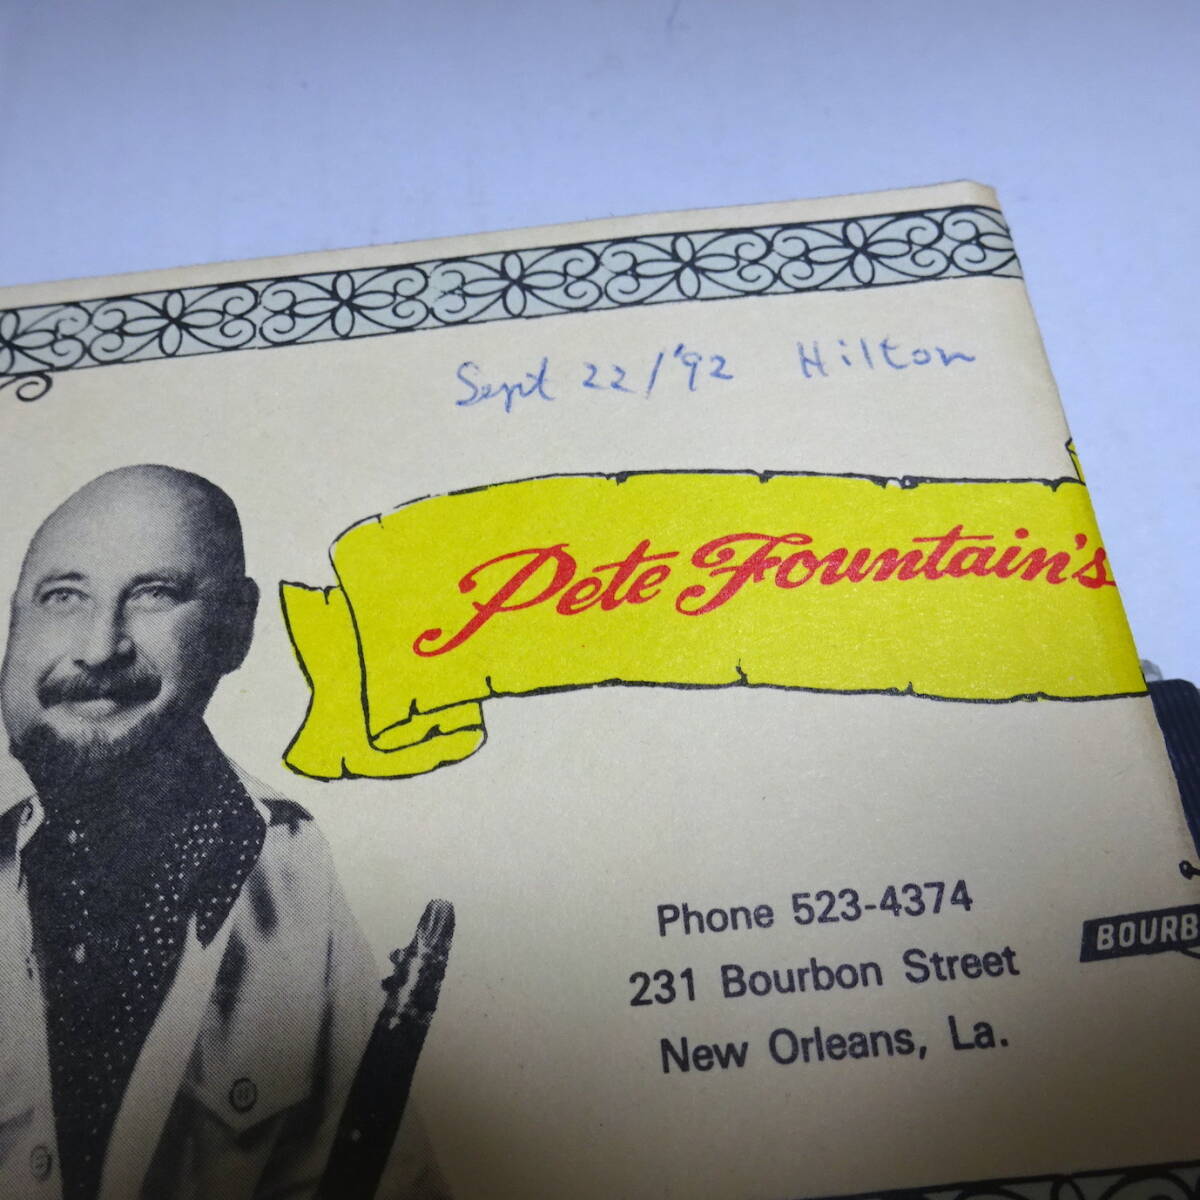 Sept 22/'92 Hilton
Pete Fountain's
Phone 523-4374
231 Bourbon Street
New Orleans, La.
BOURB